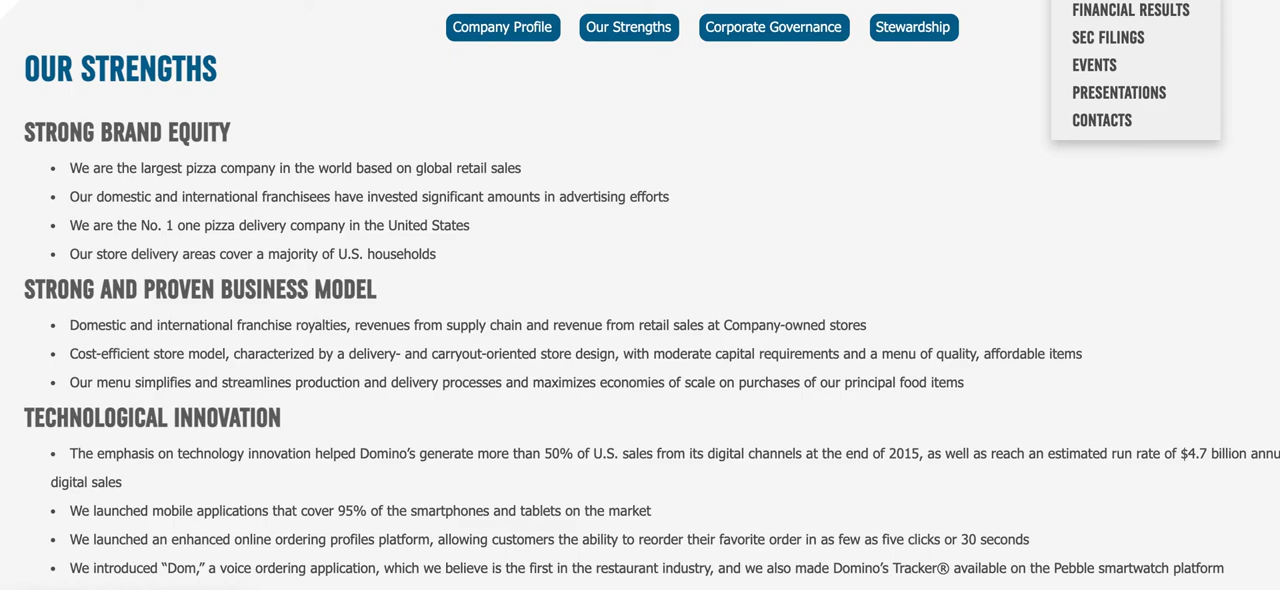 FINANCIAL RESULTS
Company Profile Our Strengths Corporate Governance Stewardship
SEC FILINGS
OUR STRENGTHS
EVENTS
PRESENTATIONS
CONTACTS
STRONG BRAND EQUITY
• We are the largest pizza company in the world based on global retail sales
• Our domestic and international franchisees have invested significant amounts in advertising efforts
• We are the No. 1 one pizza delivery company in the United States
• Our store delivery areas cover a majority of U.S. households
STRONG AND PROVEN BUSINESS MODEL
• Domestic and international franchise royalties, revenues from supply chain and revenue from retail sales at Company-owned stores
• Cost-efficient store model, characterized by a delivery- and carryout-oriented store design, with moderate capital requirements and a menu of quality, affordable items
• Our menu simplifies and streamlines production and delivery processes and maximizes economies of scale on purchases of our principal food items
TECHNOLOGICAL INNOVATION
• The emphasis on technology innovation helped Domino’s generate more than 50% of U.S. sales from its digital channels at the end of 2015, as well as reach an estimated run rate of $4.7 billion annu
digital sales
• We launched mobile applications that cover 95% of the smartphones and tablets on the market
• We launched an enhanced online ordering profiles platform, allowing customers the ability to reorder their favorite order in as few as five clicks or 30 seconds
• We introduced “Dom,” a voice ordering application, which we believe is the first in the restaurant industry, and we also made Domino’s Tracker® available on the Pebble smartwatch platform